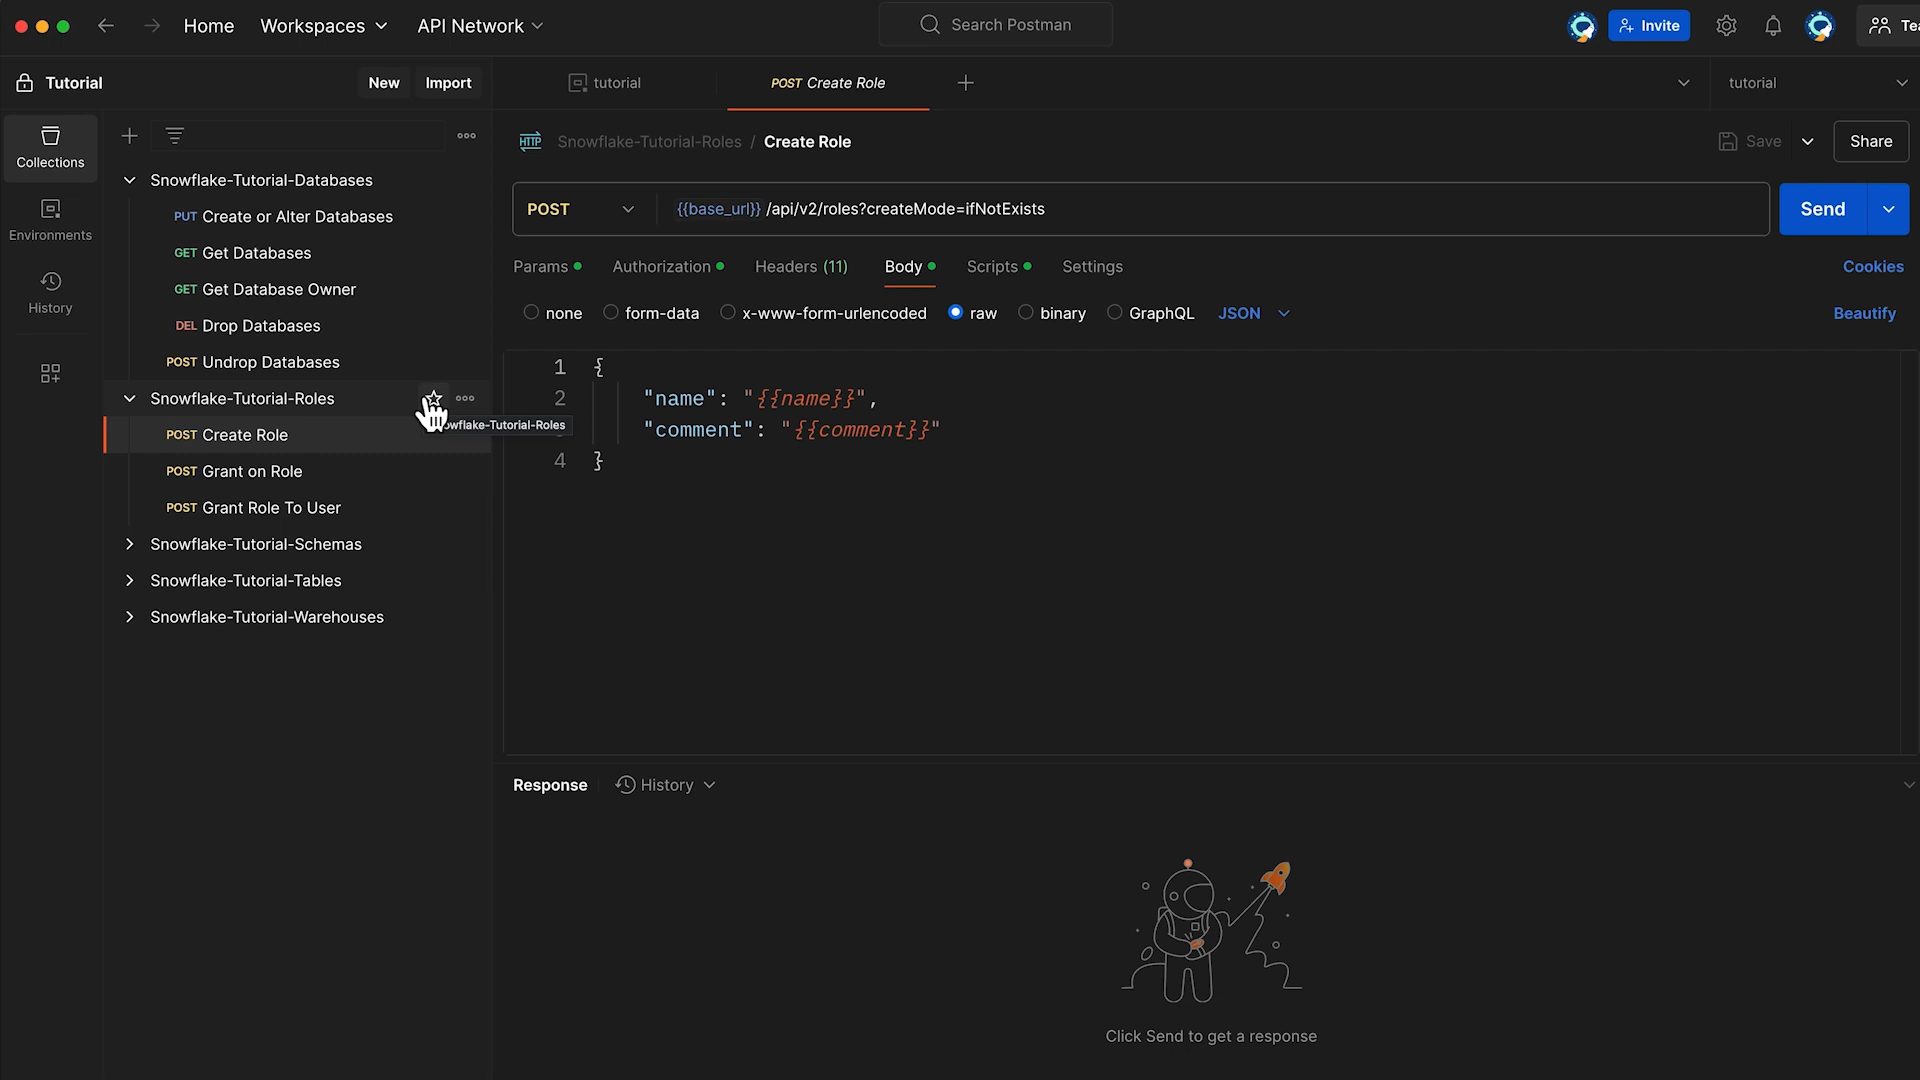 Home Workspaces API Network Search Postman Invite
Tutorial New Import tutorial POST Create Role tutorial
Collections
Environments
History
Snowflake-Tutorial-Databases
PUT Create or Alter Databases
GET Get Databases
GET Get Database Owner
DEL Drop Databases
POST Undrop Databases
Snowflake-Tutorial-Roles
POST Create Role
POST Grant on Role
POST Grant Role To User
Snowflake-Tutorial-Schemas
Snowflake-Tutorial-Tables
Snowflake-Tutorial-Warehouses
HTTP Snowflake-Tutorial-Roles / Create Role Save Share
POST {{base_url}} /api/v2/roles?createMode=ifNotExists Send
Params Authorization Headers (11) Body Scripts Settings Cookies
none form-data x-www-form-urlencoded raw binary GraphQL JSON Beautify
1 {
2 "name": "{{name}}",
"comment": "{{comment}}"
4 }
Response History
Click Send to get a response